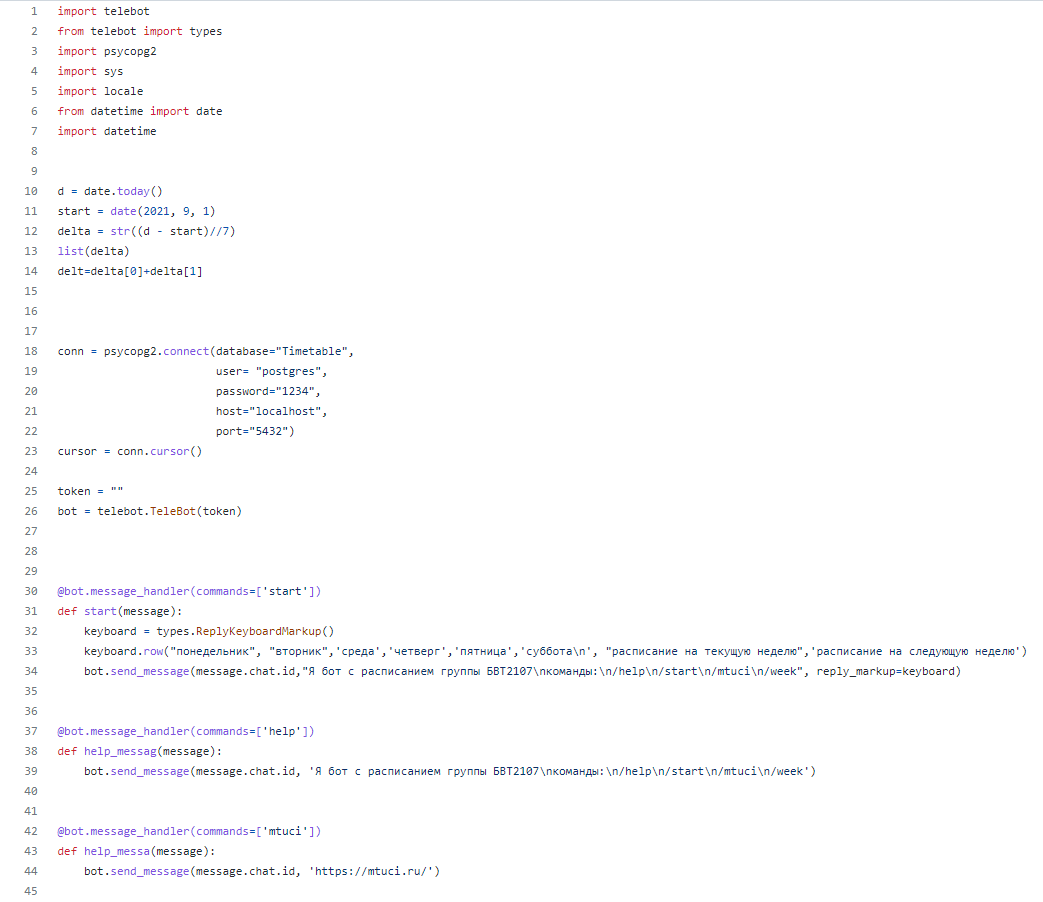 1 import telebot
2 from telebot import types
3 import psycopg2
4 import sys
5 import locale
6 from datetime import date
7 import datetime
8
9
10 d = date.today()
11 start = date(2021, 9, 1)
12 delta = str((d - start)//7)
13 list(delta)
14 delt=delta[0]+delta[1]
15
16
17
18 conn = psycopg2.connect(database="Timetable",
19                         user= "postgres",
20                         password="1234",
21                         host="localhost",
22                         port="5432")
23 cursor = conn.cursor()
24
25 token = ""
26 bot = telebot.TeleBot(token)
27
28
29
30 @bot.message_handler(commands=['start'])
31 def start(message):
32     keyboard = types.ReplyKeyboardMarkup()
33     keyboard.row("понедельник", "вторник",'среда','четверг','пятница','суббота\n', "расписание на текущую неделю",'расписание на следующую неделю')
34     bot.send_message(message.chat.id,"Я бот с расписанием группы БВТ2107\nкоманды:\n/help\n/start\n/mtuci\n/week", reply_markup=keyboard)
35
36
37 @bot.message_handler(commands=['help'])
38 def help_messag(message):
39     bot.send_message(message.chat.id, 'Я бот с расписанием группы БВТ2107\nкоманды:\n/help\n/start\n/mtuci\n/week')
40
41
42 @bot.message_handler(commands=['mtuci'])
43 def help_messa(message):
44     bot.send_message(message.chat.id, 'https://mtuci.ru/')
45